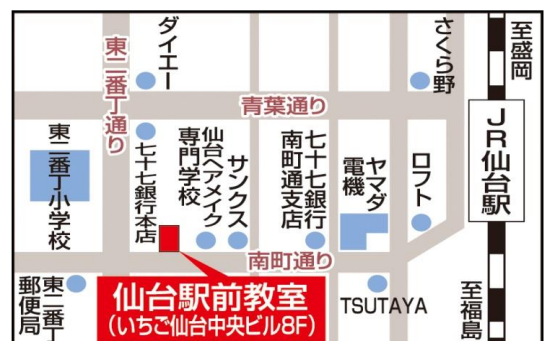 至盛岡
JR仙台駅
至福島
さくら野
ダイエー
東二番丁通り
青葉通り
ロフト
ヤマダ
電機
七十七銀行
南町通支店
サンクス
仙台ヘアメイク
専門学校
七十七銀行本店
東二番丁小学校
南町通り
TSUTAYA
仙台駅前教室
(いちご仙台中央ビル8F)
東二番丁
郵便局